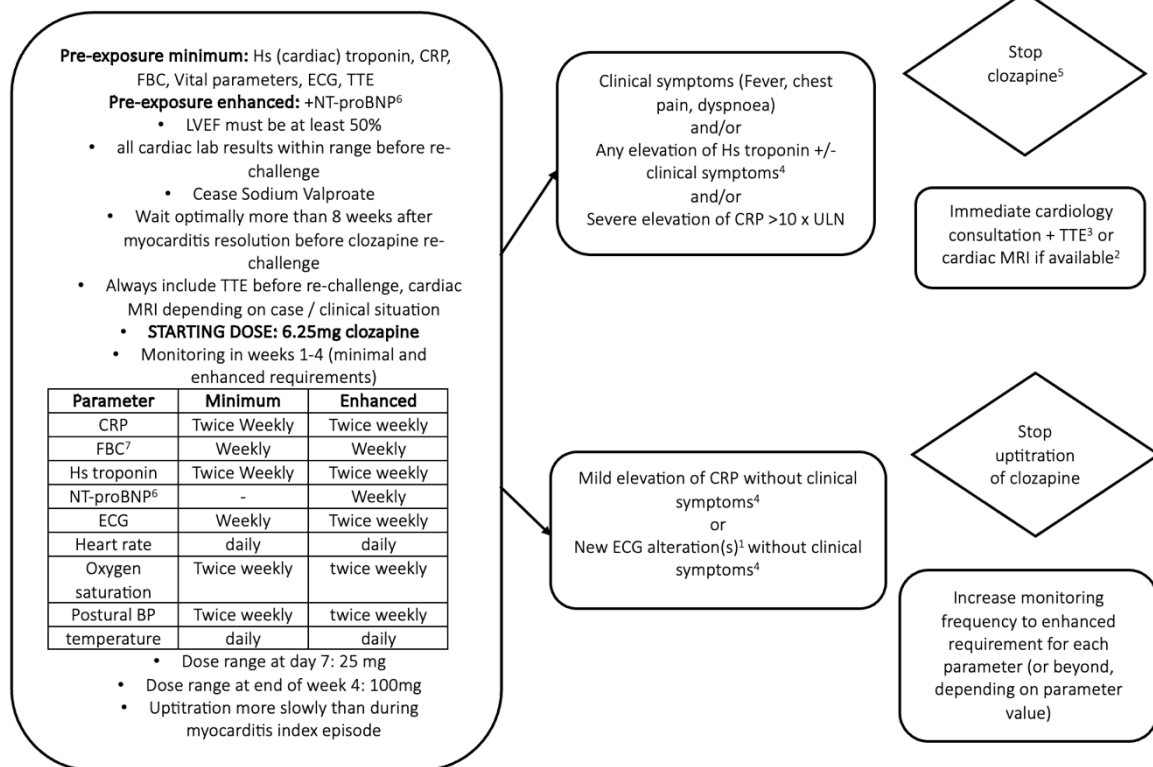 Pre-exposure minimum: Hs (cardiac) troponin, CRP,
FBC, Vital parameters, ECG, TTE
Pre-exposure enhanced: +NT-proBNP⁶
• LVEF must be at least 50%
• all cardiac lab results within range before re-
challenge
• Cease Sodium Valproate
• Wait optimally more than 8 weeks after
myocarditis resolution before clozapine re-
challenge
• Always include TTE before re-challenge, cardiac
MRI depending on case / clinical situation
• STARTING DOSE: 6.25mg clozapine
• Monitoring in weeks 1-4 (minimal and
enhanced requirements)
Parameter Minimum Enhanced
CRP Twice Weekly Twice weekly
FBC⁷ Weekly Weekly
Hs troponin Twice Weekly Twice weekly
NT-proBNP⁶ - Weekly
ECG Weekly Twice weekly
Heart rate daily daily
Oxygen Twice weekly twice weekly
saturation
Postural BP Twice weekly twice weekly
temperature daily daily
• Dose range at day 7: 25 mg
• Dose range at end of week 4: 100mg
• Uptitration more slowly than during
myocarditis index episode
Clinical symptoms (Fever, chest
pain, dyspnoea)
and/or
Any elevation of Hs troponin +/-
clinical symptoms⁴
and/or
Severe elevation of CRP >10 x ULN
Stop
clozapine⁵
Immediate cardiology
consultation + TTE³ or
cardiac MRI if available²
Mild elevation of CRP without clinical
symptoms⁴
or
New ECG alteration(s)¹ without clinical
symptoms⁴
Stop
uptitration
of clozapine
Increase monitoring
frequency to enhanced
requirement for each
parameter (or beyond,
depending on parameter
value)